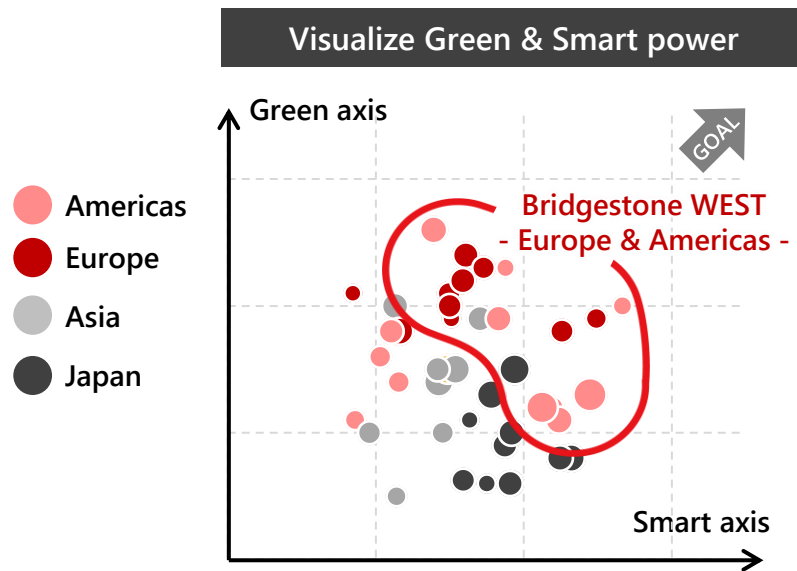 Visualize Green & Smart power
Green axis
GOAL
Americas
Europe
Asia
Japan
Bridgestone WEST
- Europe & Americas -
Smart axis